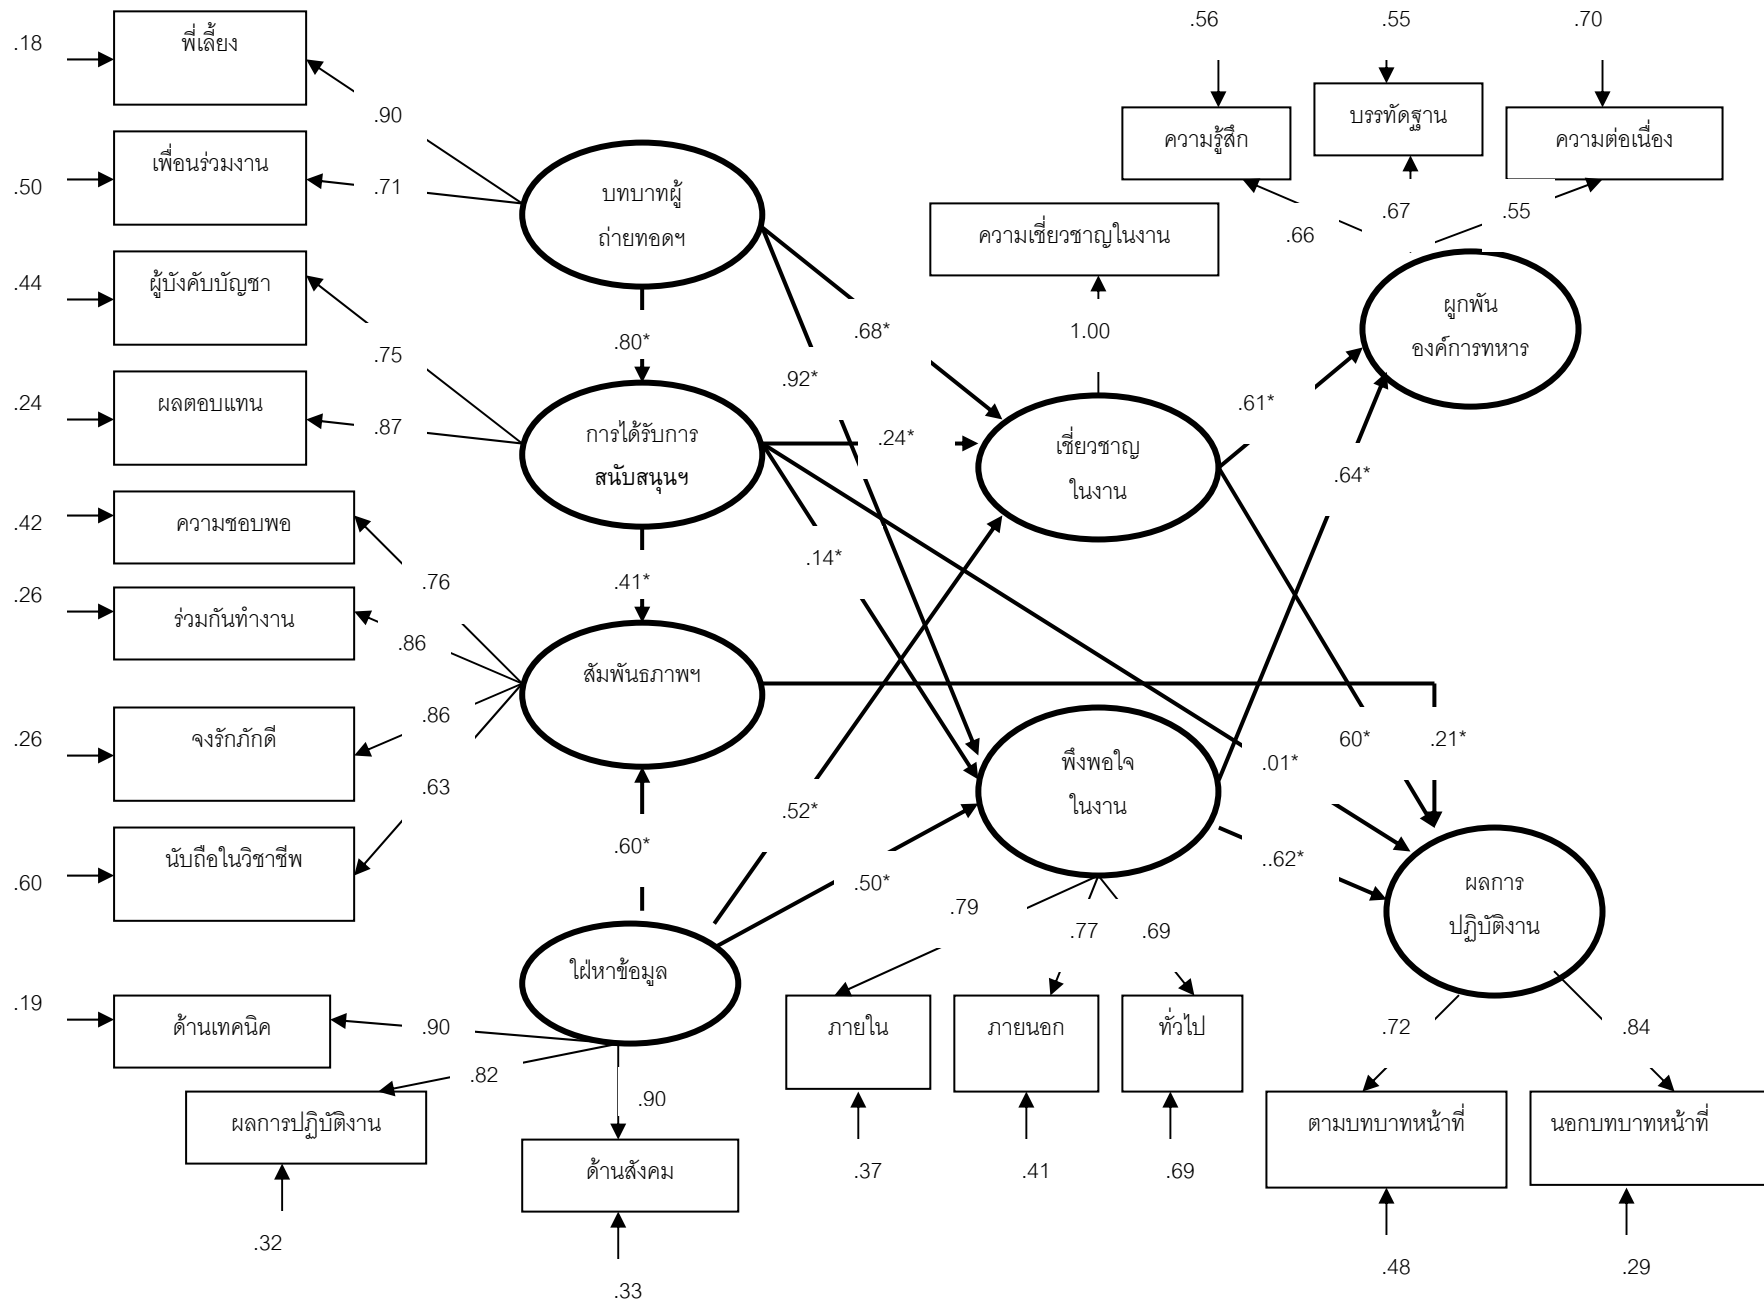 .56
.55
.70
.18
พี่เลี้ยง
.90
บรรทัดฐาน
ความรู้สึก
ความต่อเนื่อง
เพื่อนร่วมงาน
.50
.71
บทบาทผู้
ถ่ายทอดฯ
.67
.55
.66
ความเชี่ยวชาญในงาน
.44
ผู้บังคับบัญชา
ผูกพัน
องค์การทหาร
.80*
.68*
1.00
.75
.92*
.24
ผลตอบแทน
.87
.61*
การได้รับการ
สนับสนุนฯ
.24*
เชี่ยวชาญ
ในงาน
.64*
.42
ความชอบพอ
.14*
.76
.41*
.26
ร่วมกันทำงาน
.86
สัมพันธภาพฯ
.86
.26
จงรักภักดี
60*
.21*
.01*
พึงพอใจ
ในงาน
.63
.52*
.60*
..62*
.60
นับถือในวิชาชีพ
.50*
ผลการ
ปฏิบัติงาน
.79
.77
.69
ใฝ่หาข้อมูล
.19
ด้านเทคนิค
.90
ภายใน
ภายนอก
ทั่วไป
.72
.84
.82
.90
ผลการปฏิบัติงาน
ตามบทบาทหน้าที่
นอกบทบาทหน้าที่
ด้านสังคม
.37
.41
.69
.32
.48
.29
.33